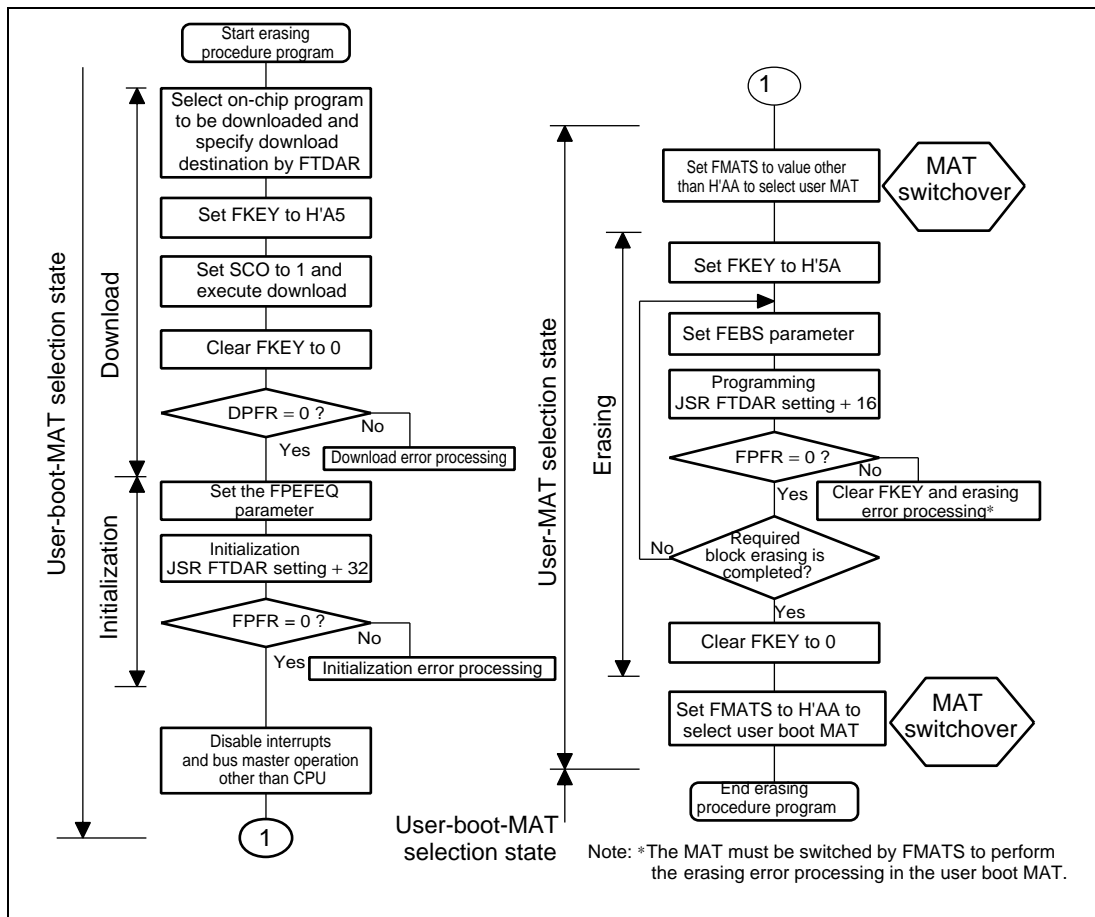 Start erasing
procedure program
Select on-chip program
to be downloaded and
specify download
destination by FTDAR
Set FKEY to H'A5
Set SCO to 1 and
execute download
Clear FKEY to 0
DPFR = 0 ?
No
Yes
Download error processing
Set the FPEFEQ
parameter
Initialization
JSR FTDAR setting + 32
FPFR = 0 ?
No
Yes
Initialization error processing
Disable interrupts
and bus master operation
other than CPU
1
Download
Initialization
User-boot-MAT selection state
1
Set FMATS to value other
than H'AA to select user MAT
MAT
switchover
Set FKEY to H'5A
Set FEBS parameter
Programming
JSR FTDAR setting + 16
FPFR = 0 ?
No
Yes
Clear FKEY and erasing
error processing*
Required
block erasing is
completed?
No
Yes
Clear FKEY to 0
Set FMATS to H'AA to
select user boot MAT
MAT
switchover
End erasing
procedure program
Erasing
User-MAT selection state
User-boot-MAT
selection state
Note: *The MAT must be switched by FMATS to perform
the erasing error processing in the user boot MAT.